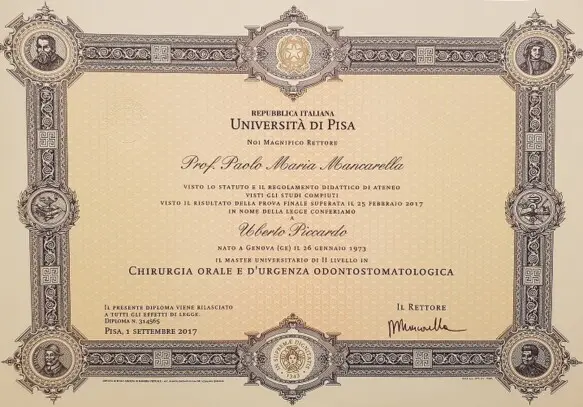 REPUBBLICA ITALIANA
UNIVERSITÀ DI PISA
NOI MAGNIFICO RETTORE
Prof. Paolo Maria Mancarella
VISTO LO STATUTO E IL REGOLAMENTO DIDATTICO DI ATENEO
VISTI GLI STUDI COMPIUTI
VISTO IL RISULTATO DELLA PROVA FINALE SUPERATA IL 25 FEBBRAIO 2017
IN NOME DELLA LEGGE CONFERIAMO
A
Uberto Piccardo
NATO A GENOVA (GE) IL 26 GENNAIO 1973
IL MASTER UNIVERSITARIO DI II LIVELLO IN
CHIRURGIA ORALE E D'URGENZA ODONTOSTOMATOLOGICA
IL PRESENTE DIPLOMA VIENE RILASCIATO
A TUTTI GLI EFFETTI DI LEGGE.
DIPLOMA N. 314565
PISA, 1 SETTEMBRE 2017
IL RETTORE
PMancarella